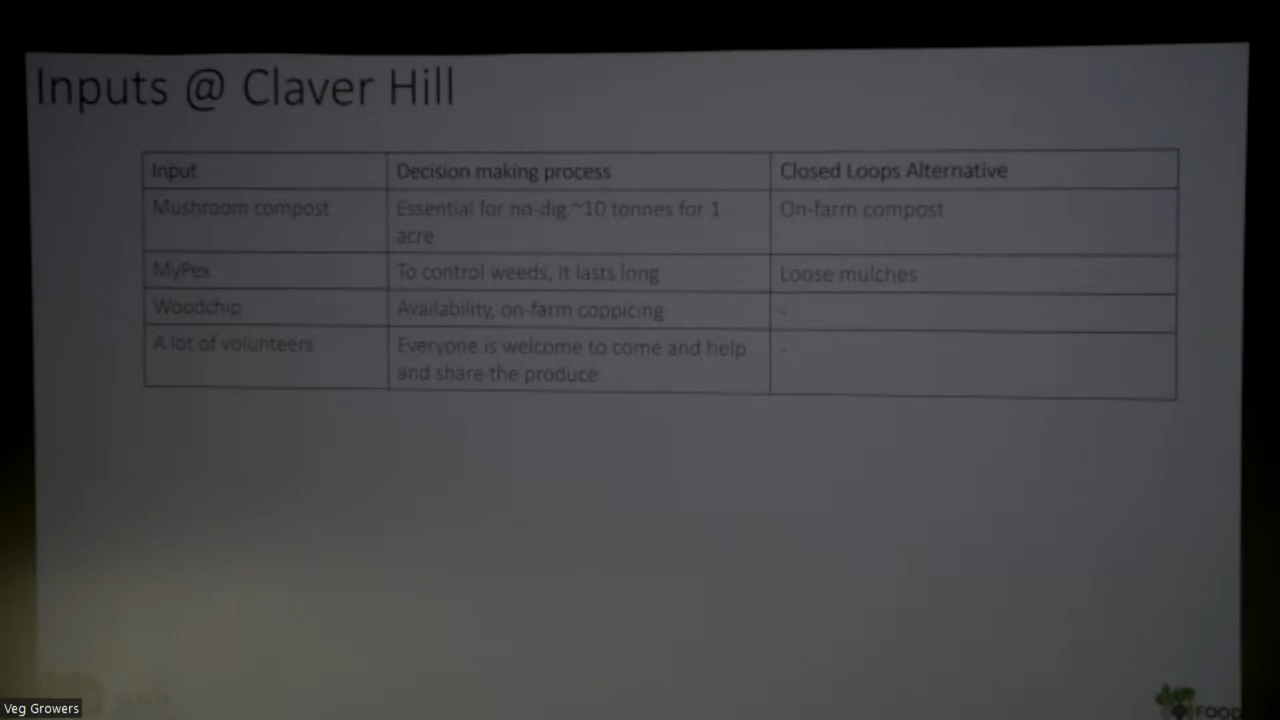 Inputs @ Claver Hill
Input
Decision making process
Closed Loops Alternative
Mushroom compost
Essential for no-dig ~10 tonnes for 1
acre
On-farm compost
MyPex
To control weeds, it lasts long
Loose mulches
Woodchip
Availability, on-farm coppicing
-
A lot of volunteers
Everyone is welcome to come and help
and share the produce
-
Veg Growers
FOOD